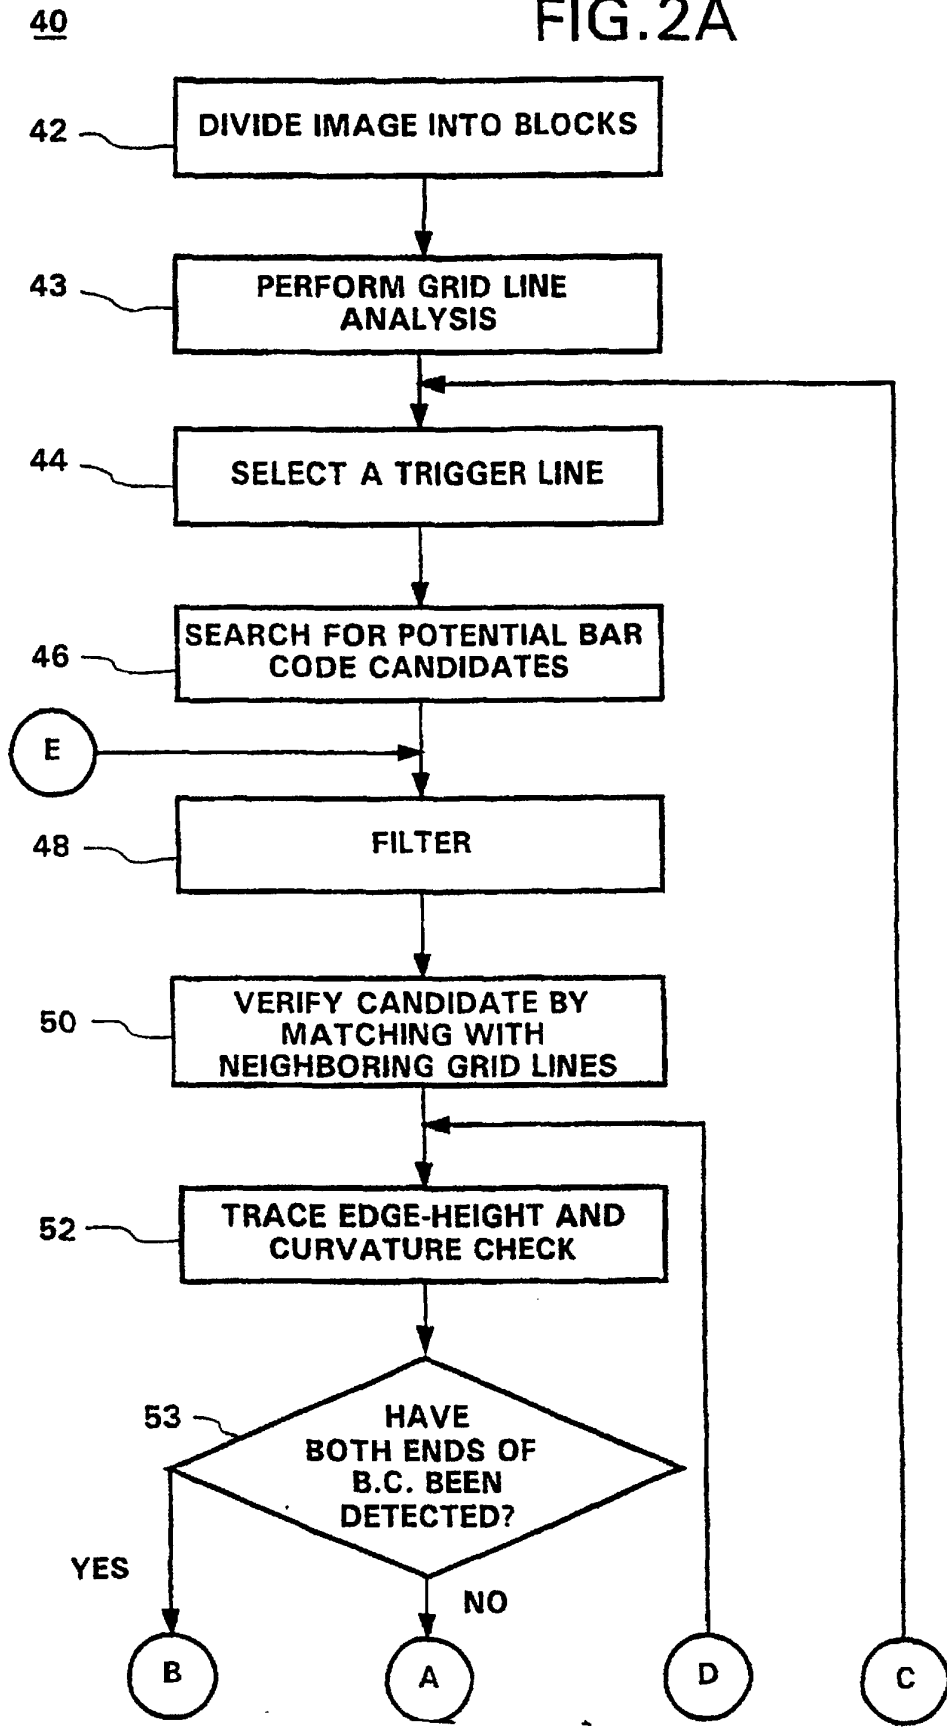 40
FIG.2A
42
DIVIDE IMAGE INTO BLOCKS
43
PERFORM GRID LINE
ANALYSIS
44
SELECT A TRIGGER LINE
46
SEARCH FOR POTENTIAL BAR
CODE CANDIDATES
E
48
FILTER
50
VERIFY CANDIDATE BY
MATCHING WITH
NEIGHBORING GRID LINES
52
TRACE EDGE-HEIGHT AND
CURVATURE CHECK
53
HAVE
BOTH ENDS OF
B.C. BEEN
DETECTED?
YES
NO
B
A
D
C